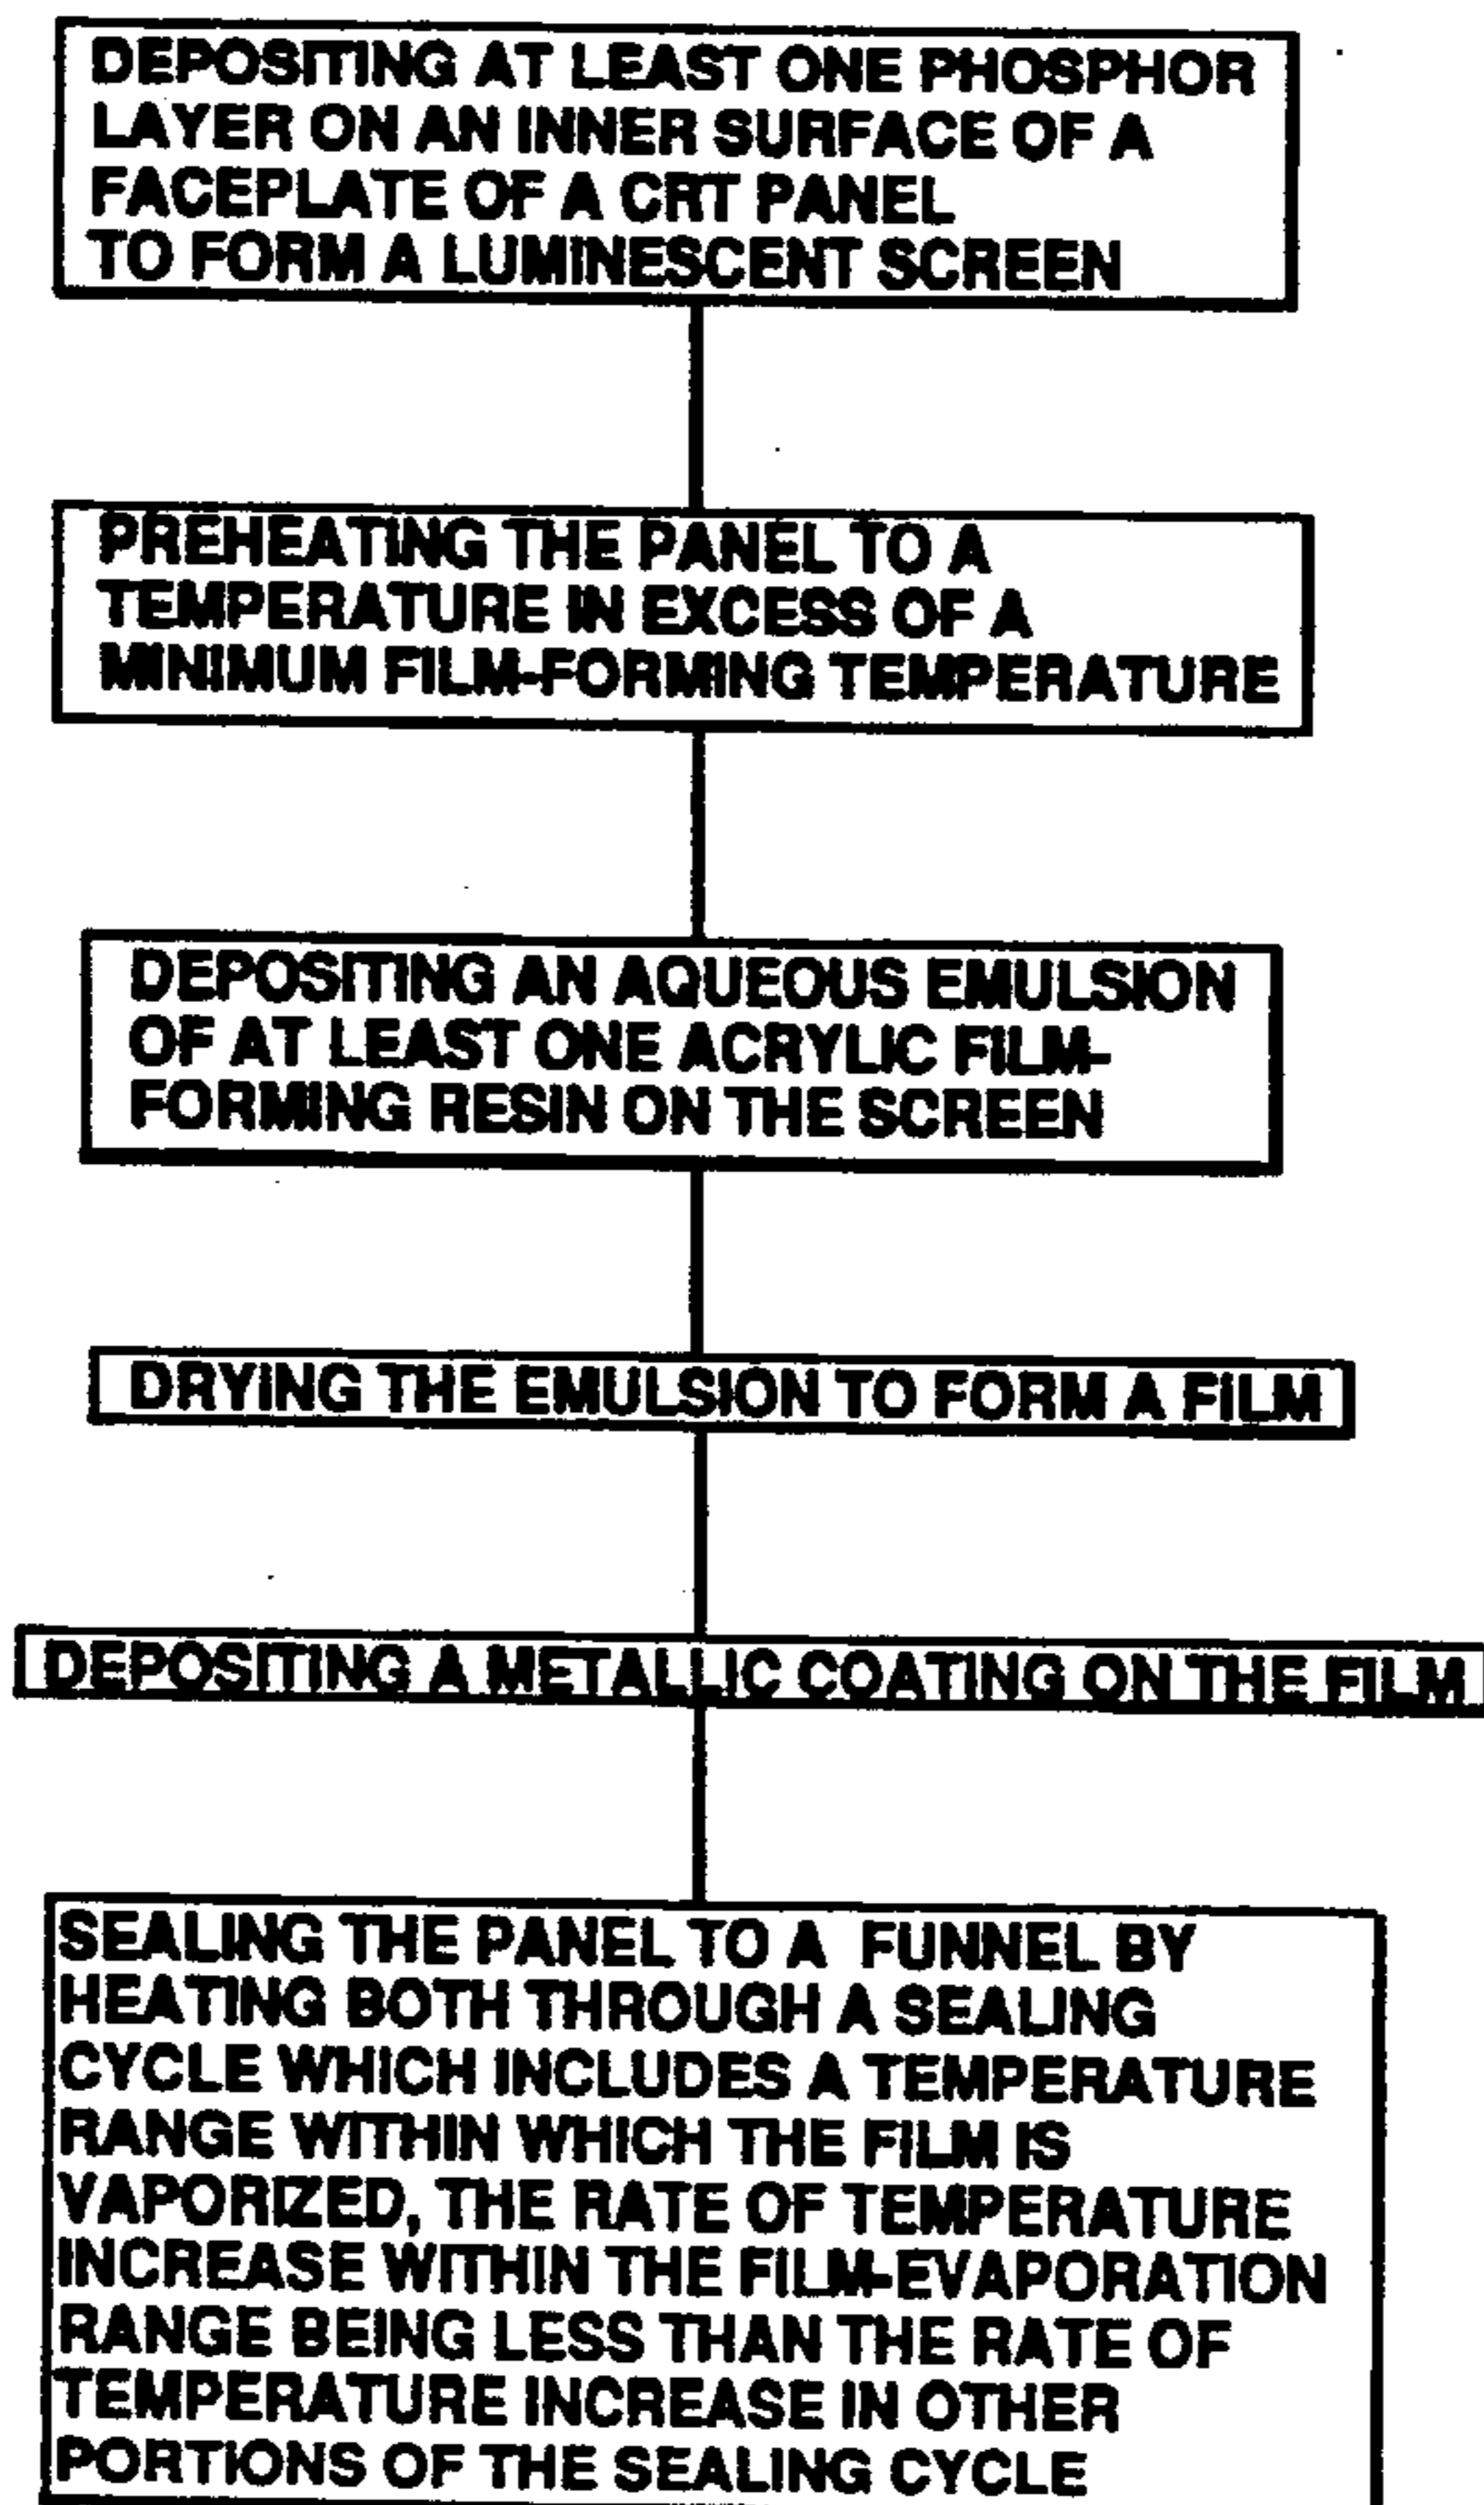 DEPOSITING AT LEAST ONE PHOSPHOR
LAYER ON AN INNER SURFACE OF A
FACEPLATE OF A CRT PANEL
TO FORM A LUMINESCENT SCREEN
PREHEATING THE PANEL TO A
TEMPERATURE IN EXCESS OF A
MINIMUM FILM-FORMING TEMPERATURE
DEPOSITING AN AQUEOUS EMULSION
OF AT LEAST ONE ACRYLIC FILM-
FORMING RESIN ON THE SCREEN
DRYING THE EMULSION TO FORM A FILM
DEPOSITING A METALLIC COATING ON THE FILM
SEALING THE PANEL TO A FUNNEL BY
HEATING BOTH THROUGH A SEALING
CYCLE WHICH INCLUDES A TEMPERATURE
RANGE WITHIN WHICH THE FILM IS
VAPORIZED, THE RATE OF TEMPERATURE
INCREASE WITHIN THE FILM-EVAPORATION
RANGE BEING LESS THAN THE RATE OF
TEMPERATURE INCREASE IN OTHER
PORTIONS OF THE SEALING CYCLE